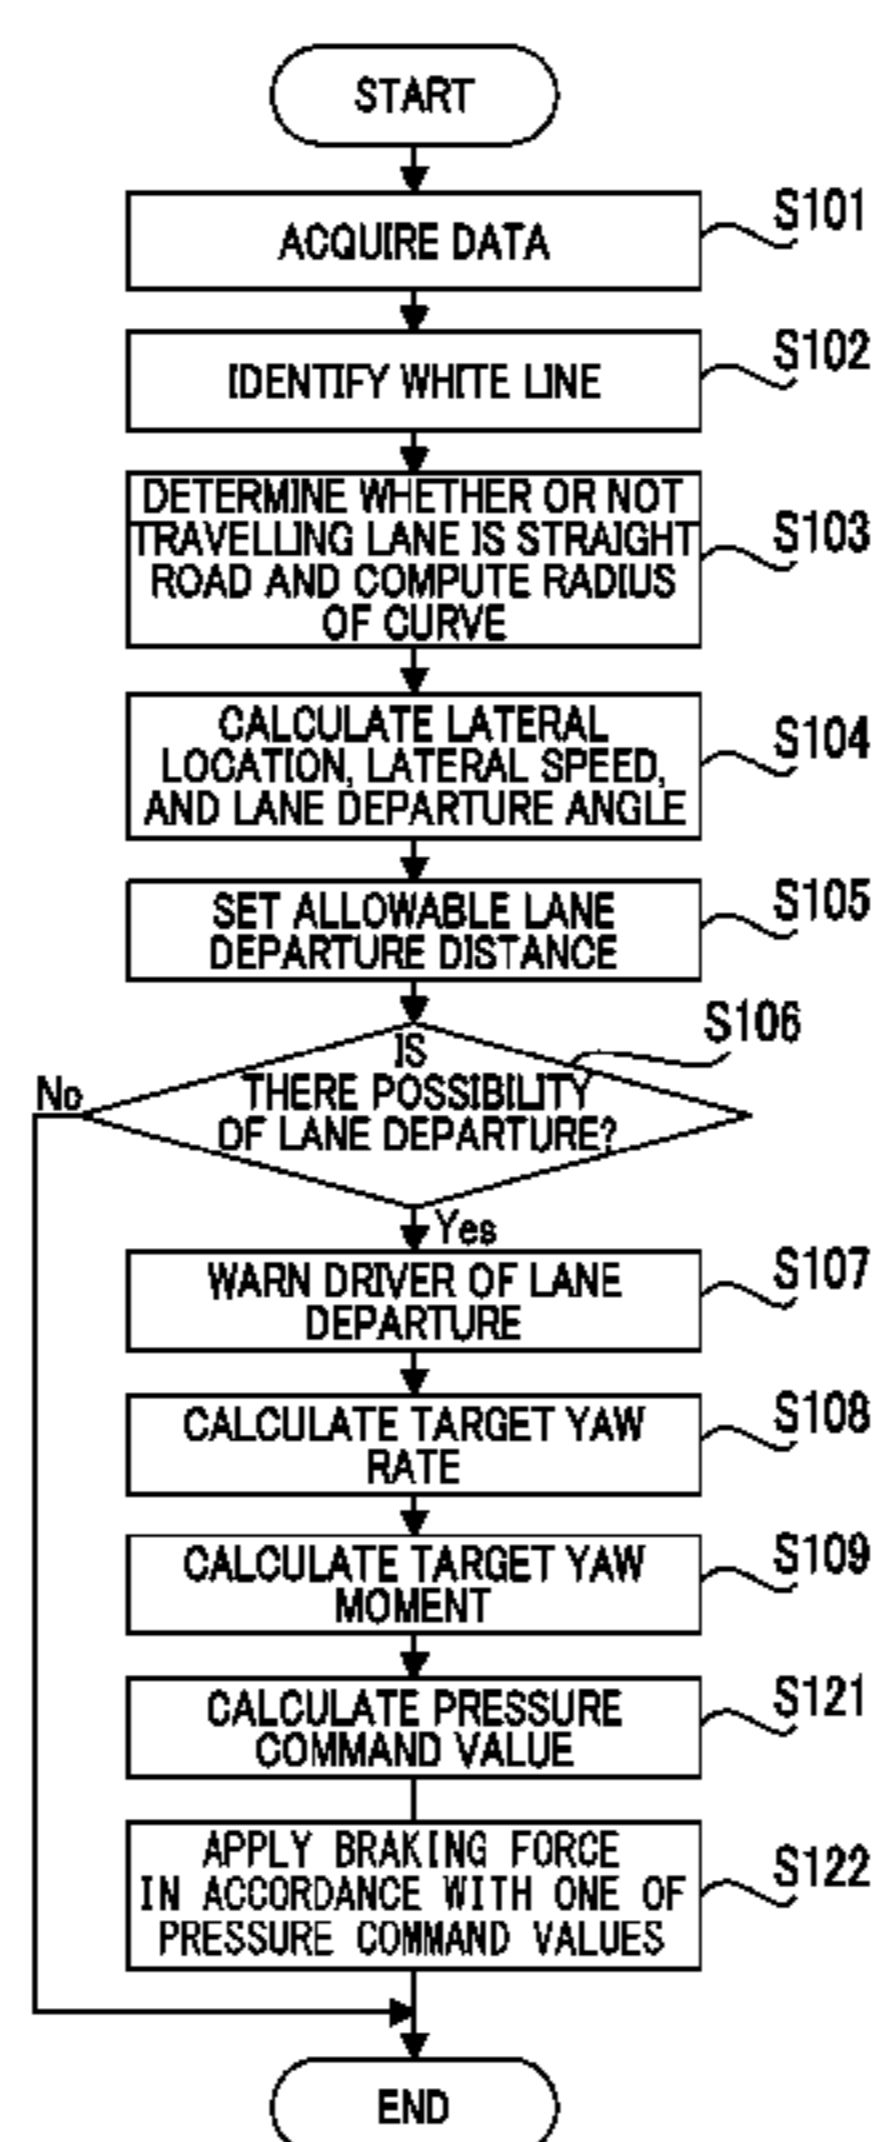 START
ACQUIRE DATA
S101
IDENTIFY WHITE LINE
S102
DETERMINE WHETHER OR NOT
TRAVELLING LANE IS STRAIGHT
ROAD AND COMPUTE RADIUS
OF CURVE
S103
CALCULATE LATERAL
LOCATION, LATERAL SPEED,
AND LANE DEPARTURE ANGLE
S104
SET ALLOWABLE LANE
DEPARTURE DISTANCE
S105
IS
THERE POSSIBILITY
OF LANE DEPARTURE?
S106
No
Yes
WARN DRIVER OF LANE
DEPARTURE
S107
CALCULATE TARGET YAW
RATE
S108
CALCULATE TARGET YAW
MOMENT
S109
CALCULATE PRESSURE
COMMAND VALUE
S121
APPLY BRAKING FORCE
IN ACCORDANCE WITH ONE OF
PRESSURE COMMAND VALUES
S122
END